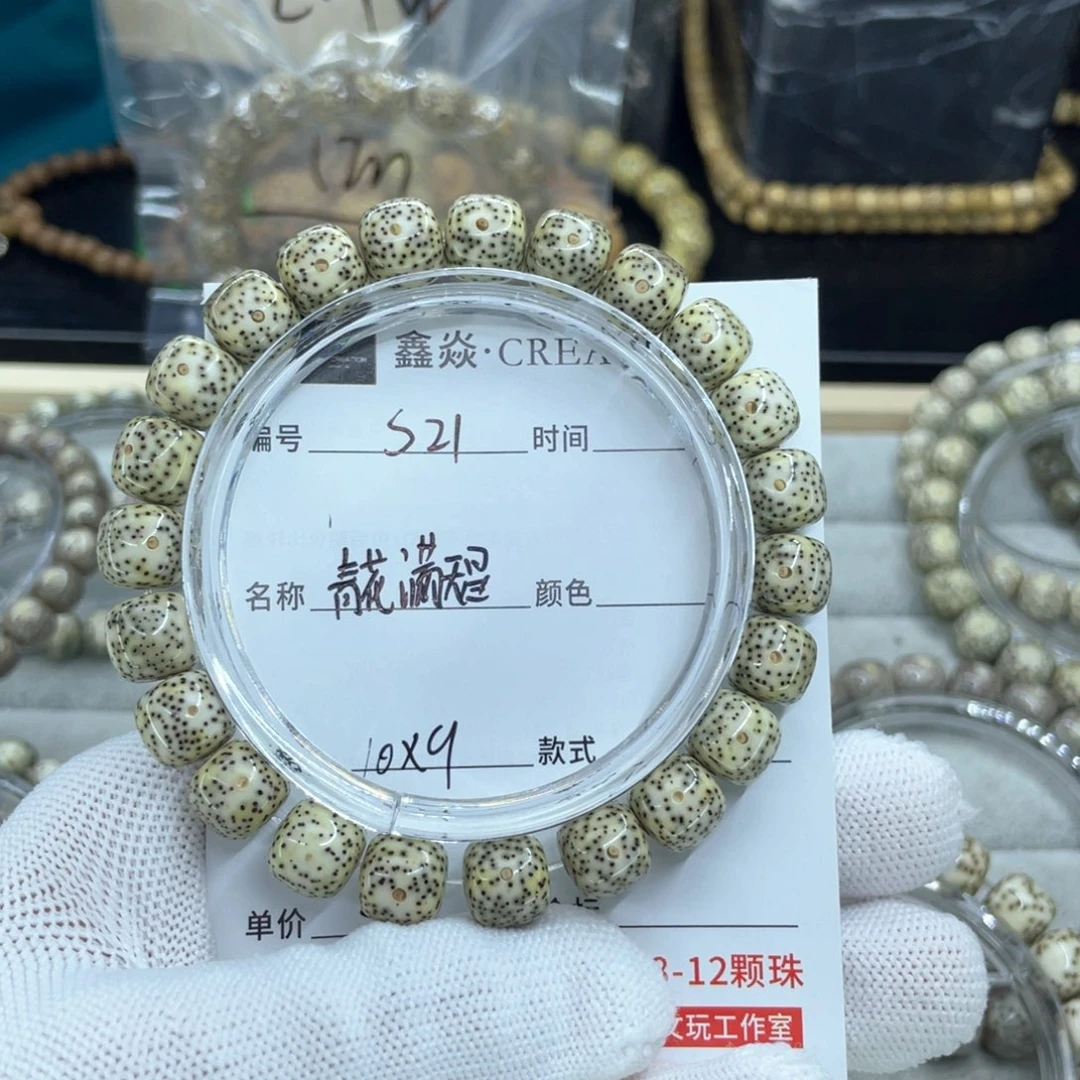 12m
鑫焱·CREA
编号 S21 时间
名称 青花满星 颜色
10X9 款式
单价
3-12颗珠
文玩工作室